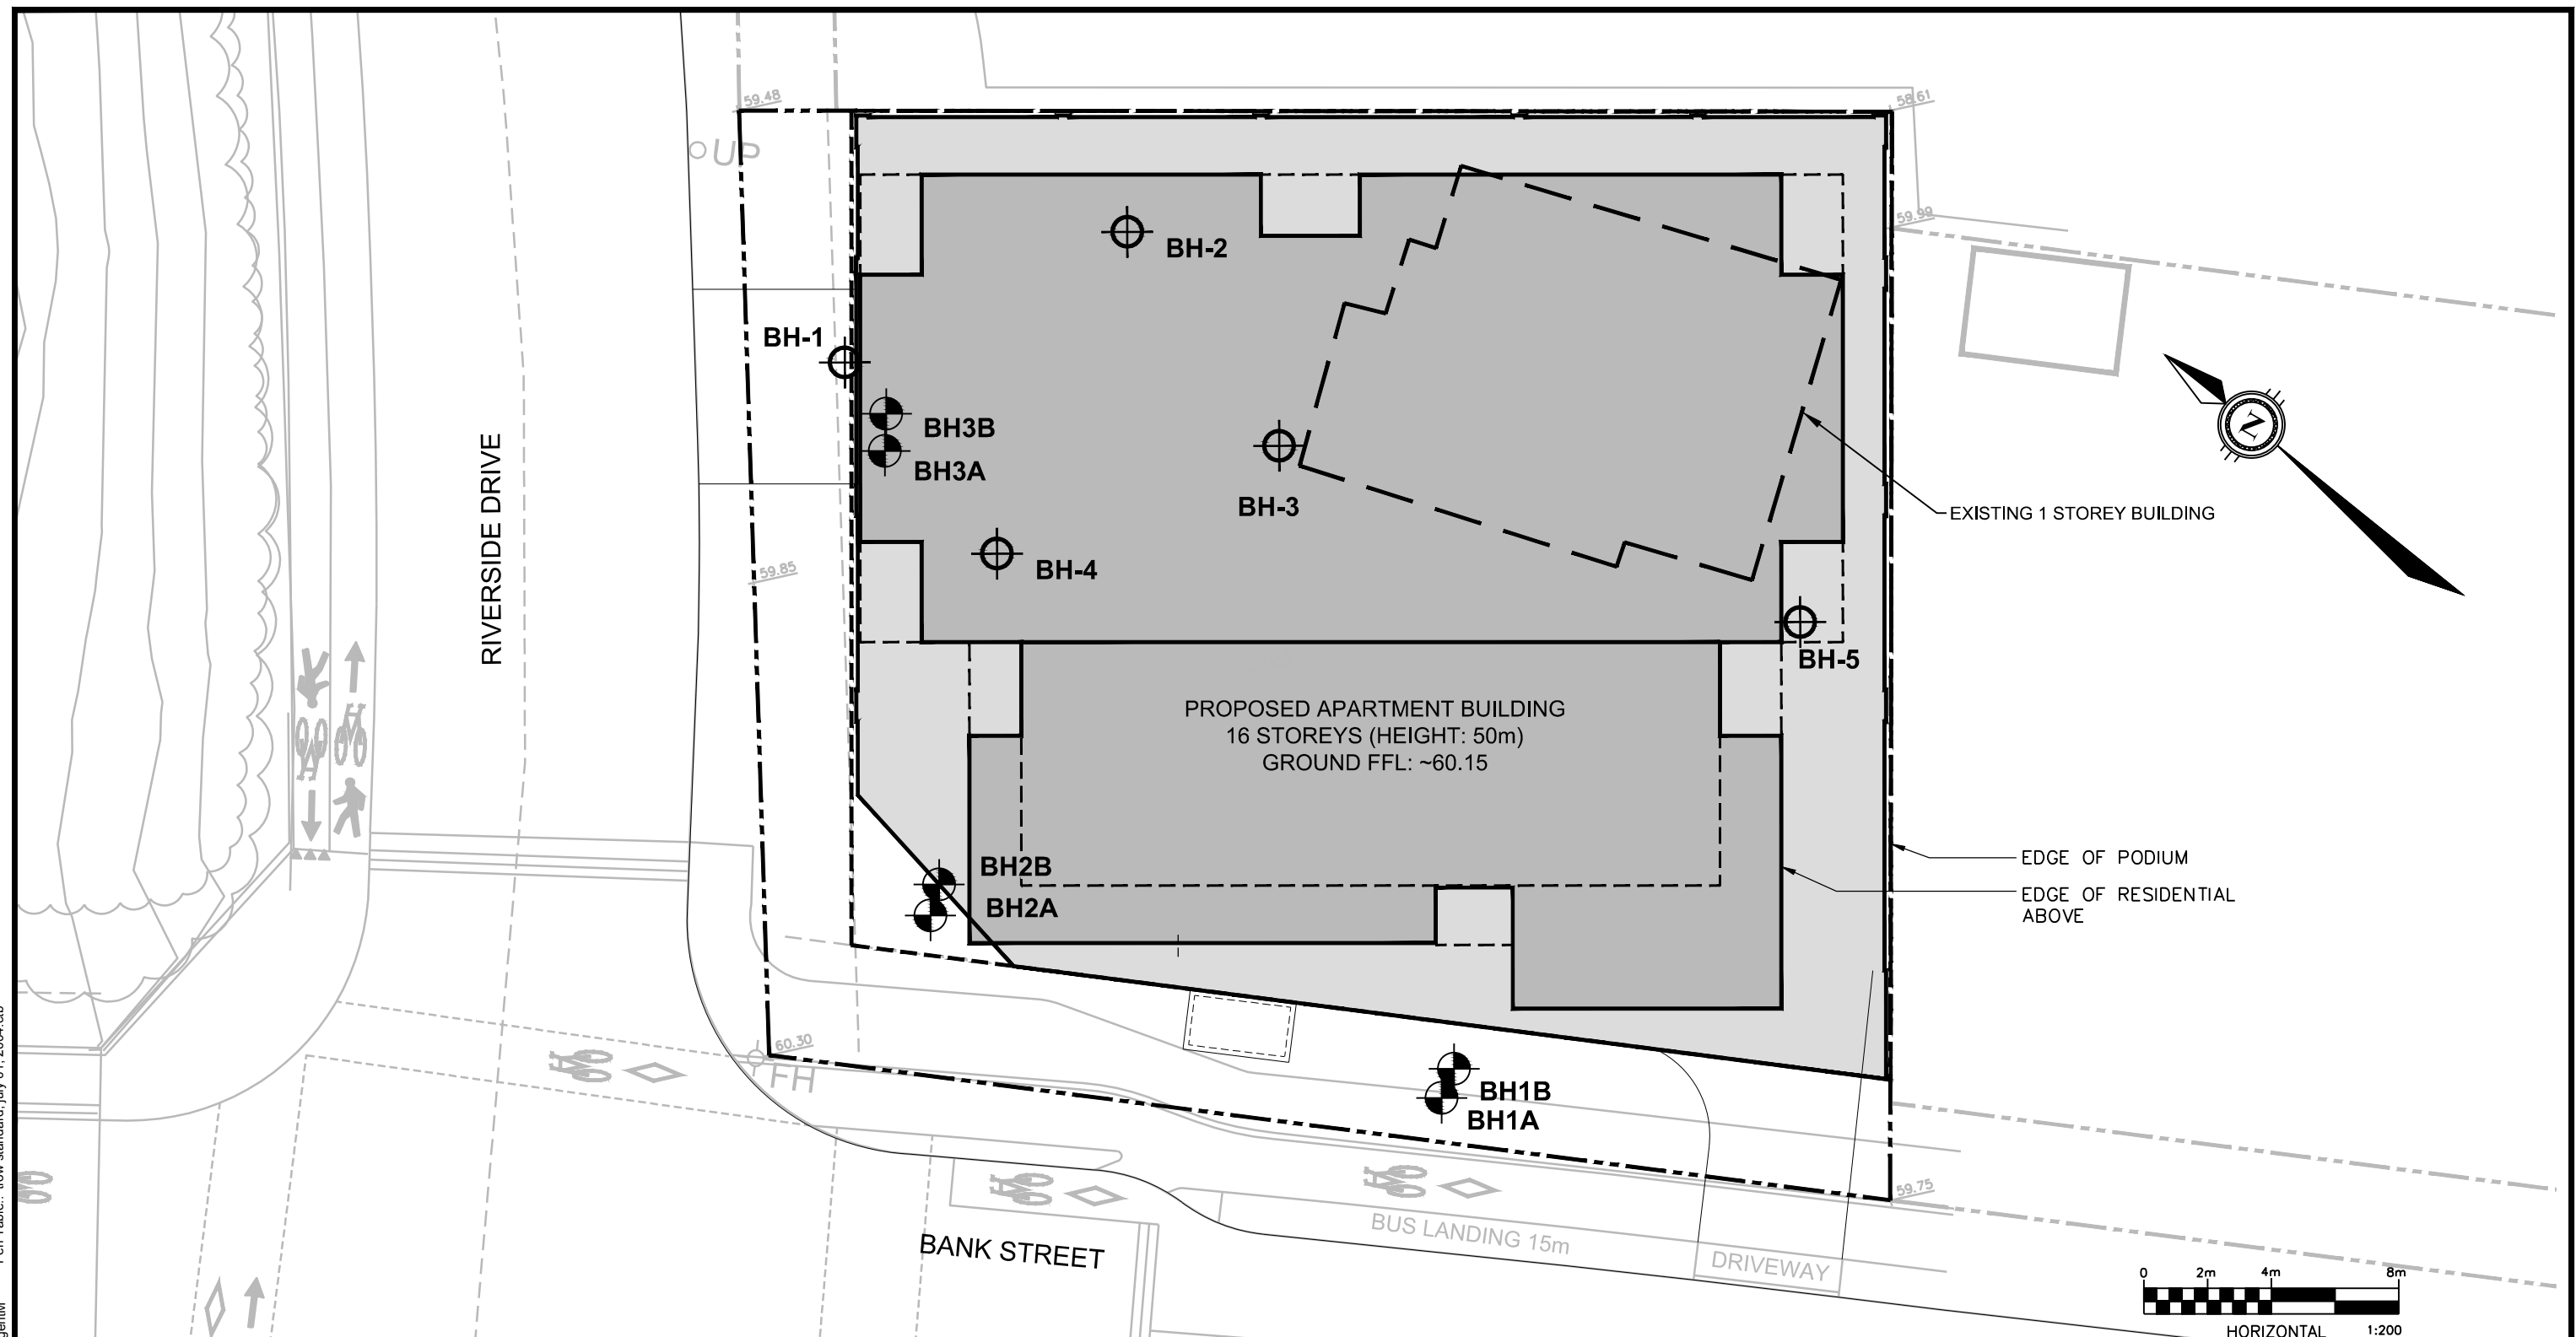 59.48
58.61
UP
59.99
BH-2
BH-1
N
BH3B
BH3A
BH-3
EXISTING 1 STOREY BUILDING
RIVERSIDE DRIVE
BH-4
59.85
BH-5
PROPOSED APARTMENT BUILDING
16 STOREYS (HEIGHT: 50m)
GROUND FFL: ~60.15
EDGE OF PODIUM
EDGE OF RESIDENTIAL
ABOVE
BH2B
BH2A
60.30
FH
BH1B
BH1A
59.75
BUS LANDING 15m
BANK STREET
DRIVEWAY
0 2m 4m 8m
HORIZONTAL 1:200